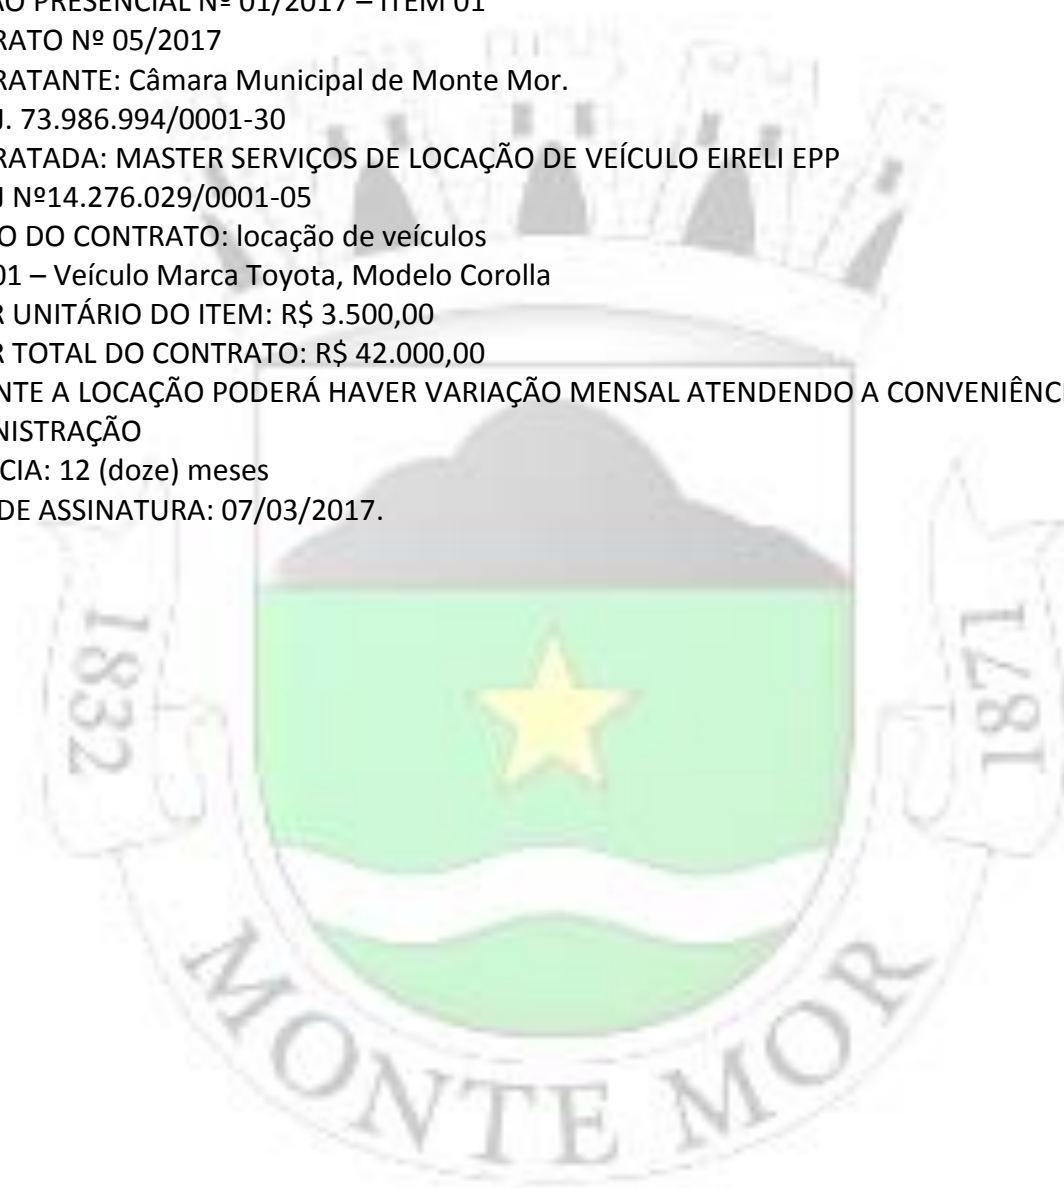 ÃO PRESENCIAL Nº 01/2017 – ITEM 01
RATO Nº 05/2017
RATANTE: Câmara Municipal de Monte Mor.
J. 73.986.994/0001-30
RATADA: MASTER SERVIÇOS DE LOCAÇÃO DE VEÍCULO EIRELI EPP
J Nº14.276.029/0001-05
O DO CONTRATO: locação de veículos
01 – Veículo Marca Toyota, Modelo Corolla
R UNITÁRIO DO ITEM: R$ 3.500,00
R TOTAL DO CONTRATO: R$ 42.000,00
NTE A LOCAÇÃO PODERÁ HAVER VARIAÇÃO MENSAL ATENDENDO A CONVENIÊNCI
NISTRAÇÃO
CIA: 12 (doze) meses
DE ASSINATURA: 07/03/2017.
1832
1871
MONTE MOR